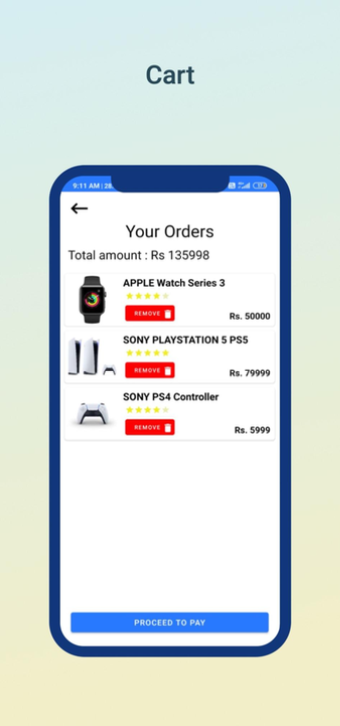 Cart
9:11 AM | 28
Your Orders
Total amount : Rs 135998
APPLE Watch Series 3
REMOVE
Rs. 50000
SONY PLAYSTATION 5 PS5
REMOVE
Rs. 79999
SONY PS4 Controller
REMOVE
Rs. 5999
PROCEED TO PAY